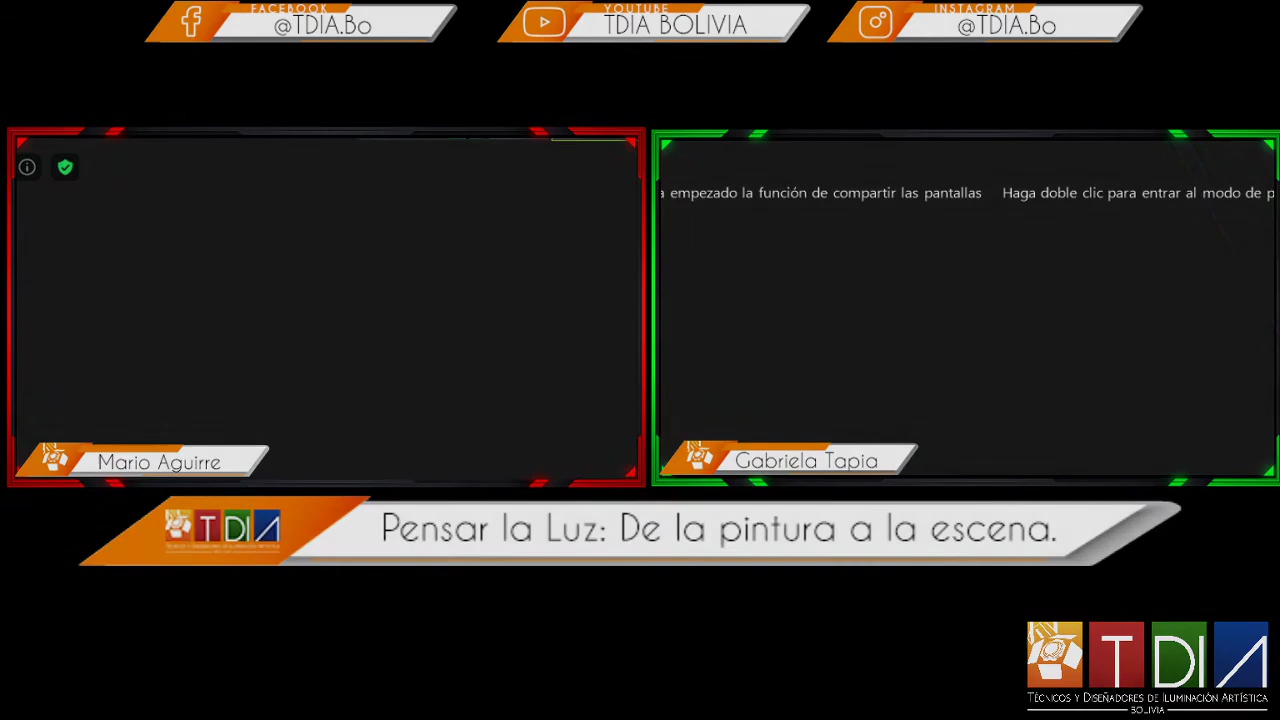 FACEBOOK
@TDIA.Bo
YOUTUBE
TDIA BOLIVIA
INSTAGRAM
@TDIA.Bo
a empezado la función de compartir las pantallas Haga doble clic para entrar al modo de p
Mario Aguirre
Gabriela Tapia
TDIA
Pensar la Luz: De la pintura a la escena.
TDIA
TÉCNICOS Y DISEÑADORES DE ILUMINACIÓN ARTÍSTICA
BOLIVIA